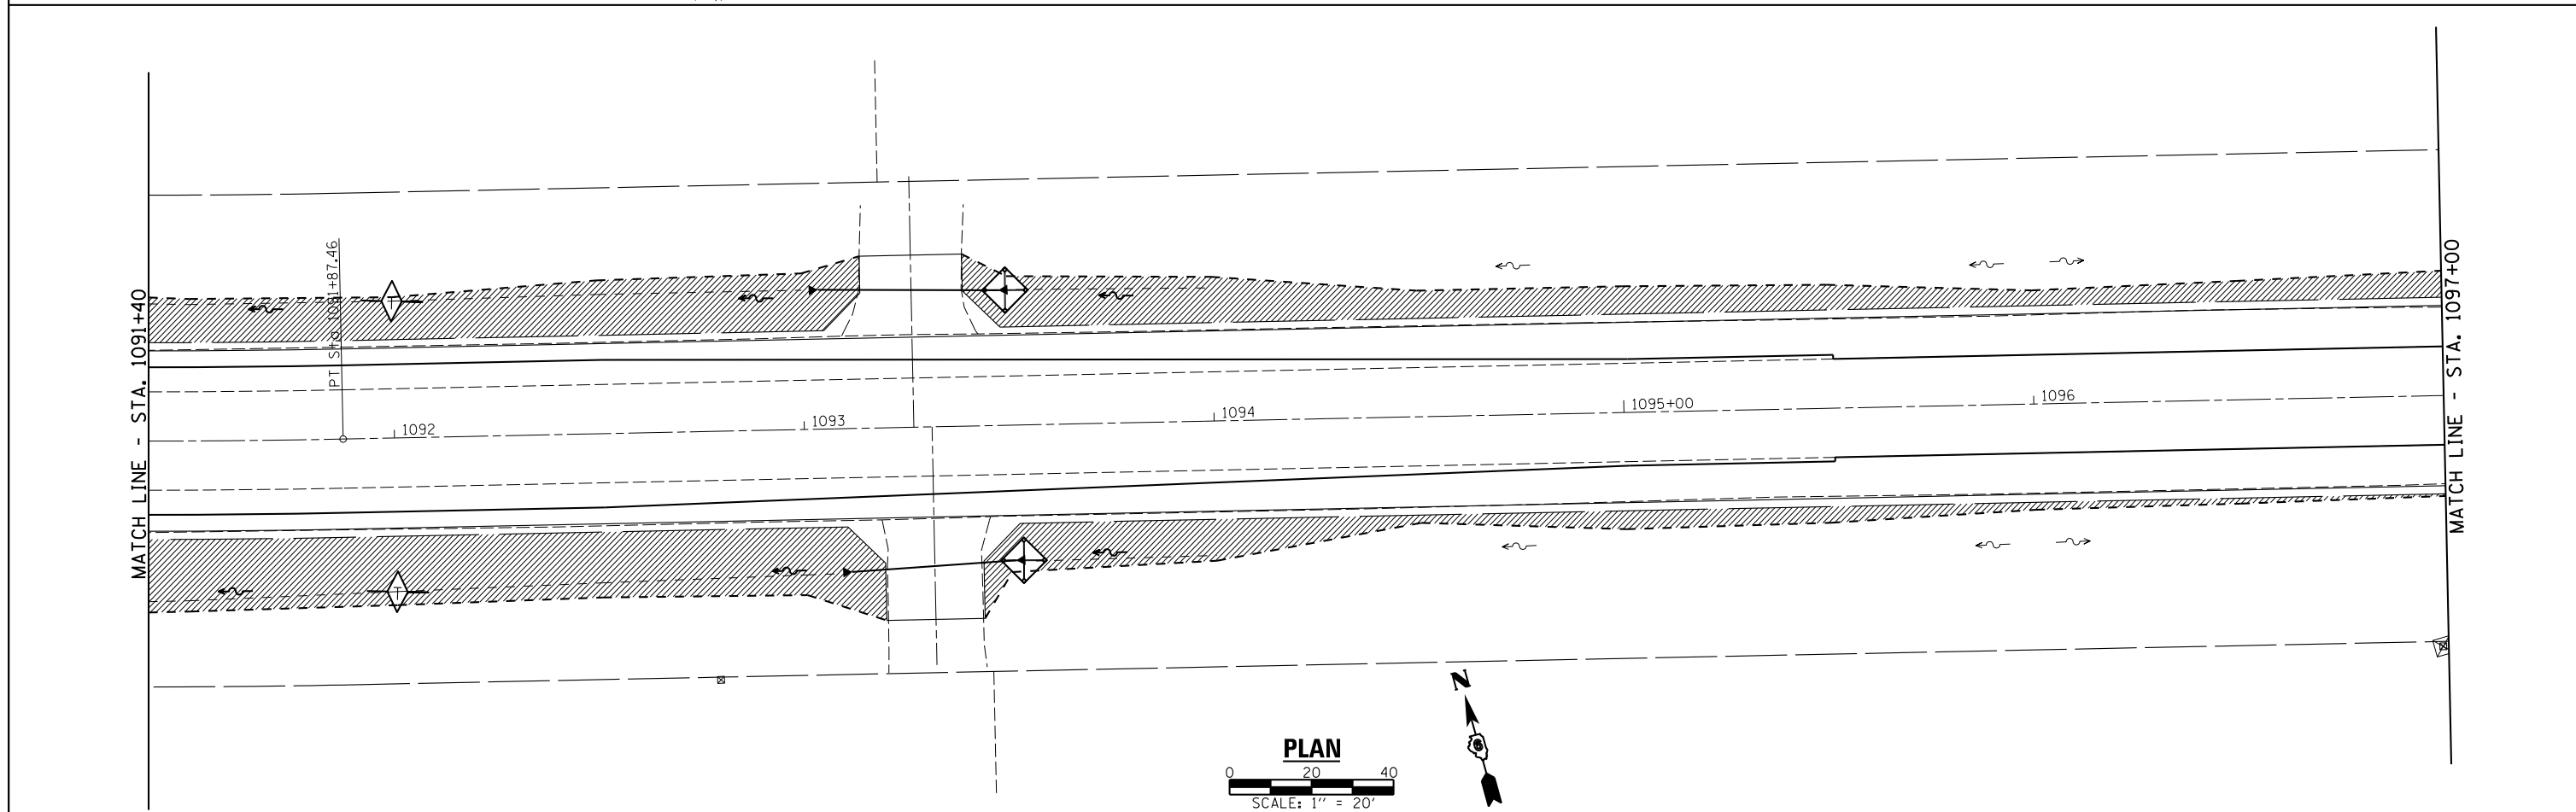 MATCH LINE - STA. 1091+40
PT Sta. 1091+87.46
1092
1093
1094
1095+00
1096
MATCH LINE - STA. 1097+00
T
T
N
6
PLAN
0 20 40
SCALE: 1" = 20'